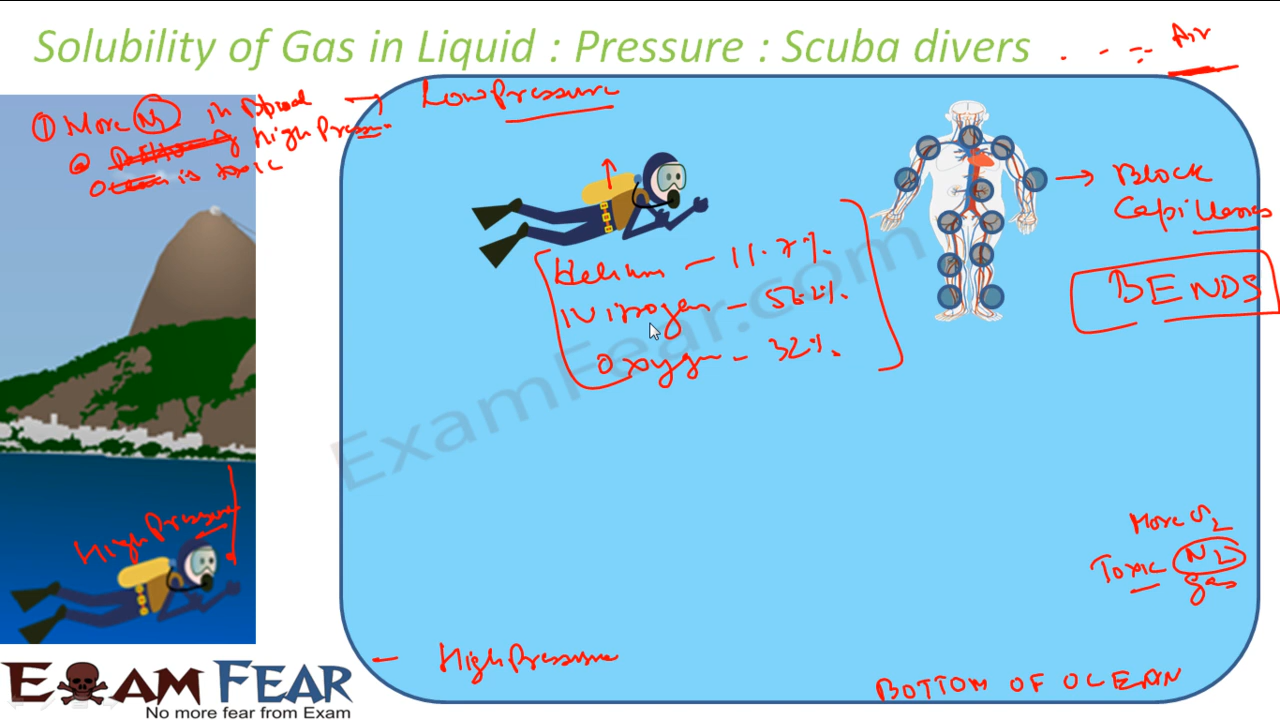 Solubility of Gas in Liquid : Pressure : Scuba divers
Air
① More N₂ in Blood
high Pressure
is toxic
Low Pressure
Block
Capillaries
BENDS
Helium – 11.7%.
Nitrogen – 56.2%.
Oxygen – 32%.
ExamFear.com
High Pressure
More O2
Toxic N2
gas
High Pressure
BOTTOM OF OCEAN
EXAM FEAR
No more fear from Exam